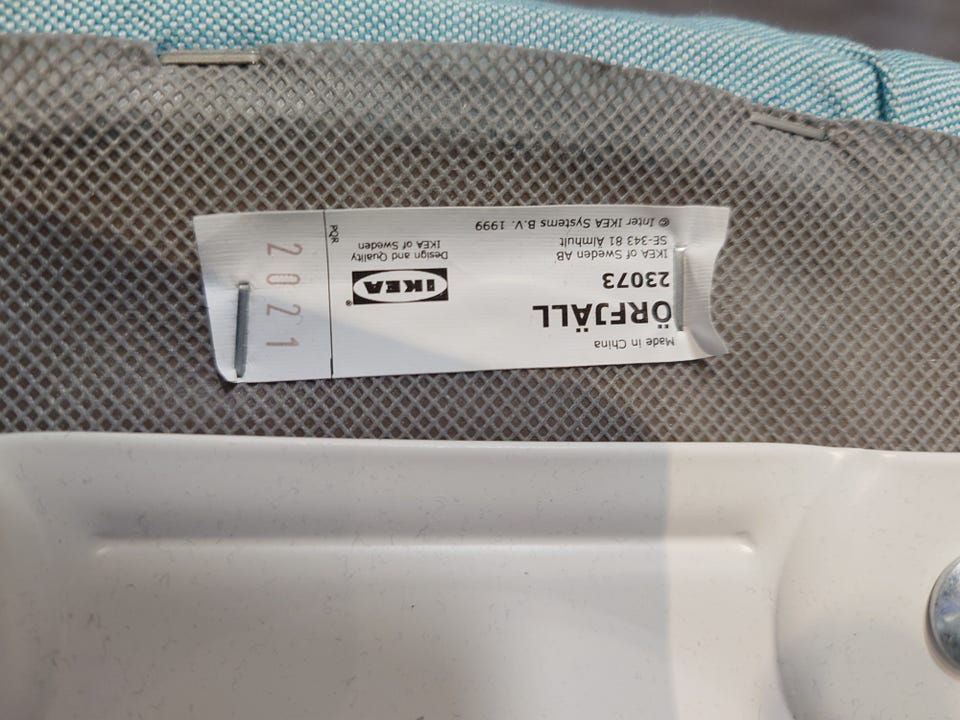 Made in China
ÖRFJÄLL
23073
IKEA of Sweden AB
SE-343 81 Älmhult
© Inter IKEA Systems B.V. 1999
IKEA®
Design and Quality
IKEA of Sweden
PQR
2021